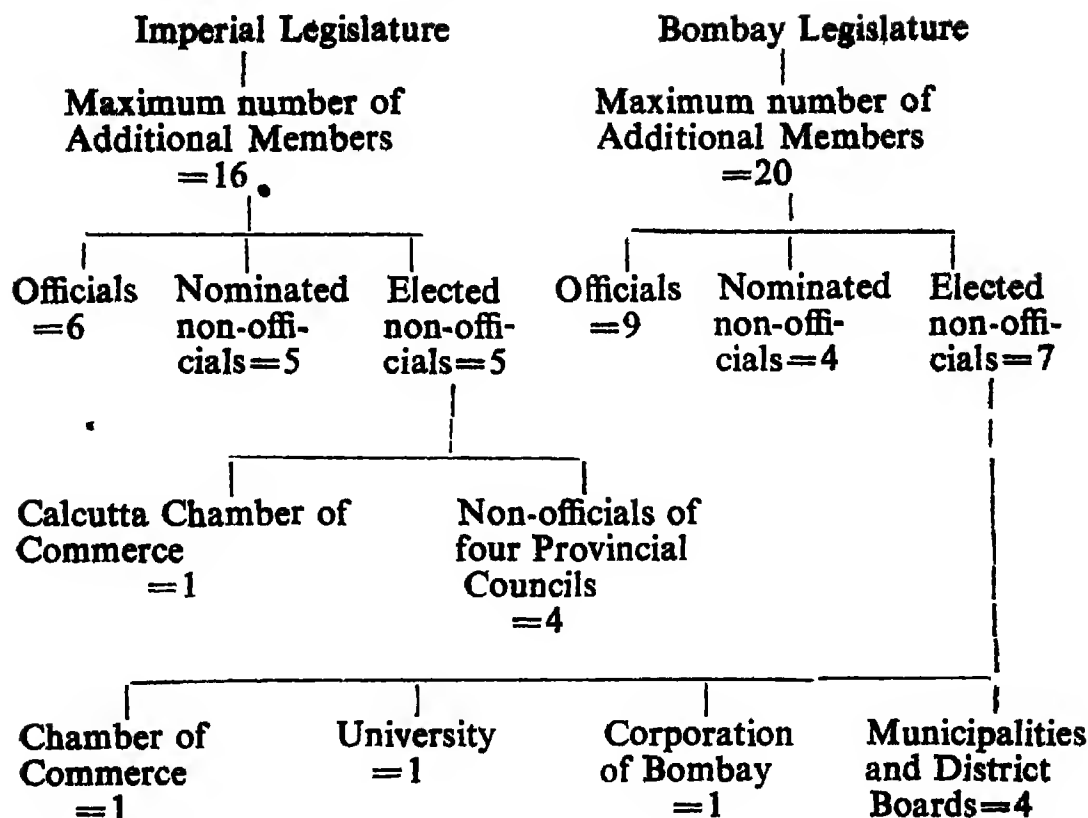 Imperial Legislature
Maximum number of
Additional Members
=16
Officials
=6
Nominated
non-offi-
cials=5
Elected
non-offi-
cials=5
Calcutta Chamber of
Commerce
=1
Non-officials of
four Provincial
Councils
=4
Bombay Legislature
Maximum number of
Additional Members
=20
Officials
=9
Nominated
non-offi-
cials=4
Elected
non-offi-
cials=7
Chamber of
Commerce
=1
University
=1
Corporation
of Bombay
=1
Municipalities
and District
Boards=4